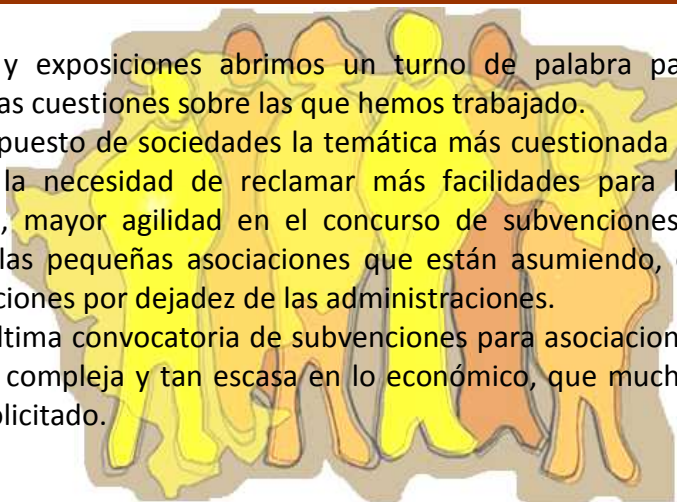 y exposiciones abrimos un turno de palabra pa
as cuestiones sobre las que hemos trabajado.
puesto de sociedades la temática más cuestionada
la necesidad de reclamar más facilidades para
, mayor agilidad en el concurso de subvenciones
las pequeñas asociaciones que están asumiendo,
ciones por dejadez de las administraciones.
ltima convocatoria de subvenciones para asociacion
compleja y tan escasa en lo económico, que much
licitado.